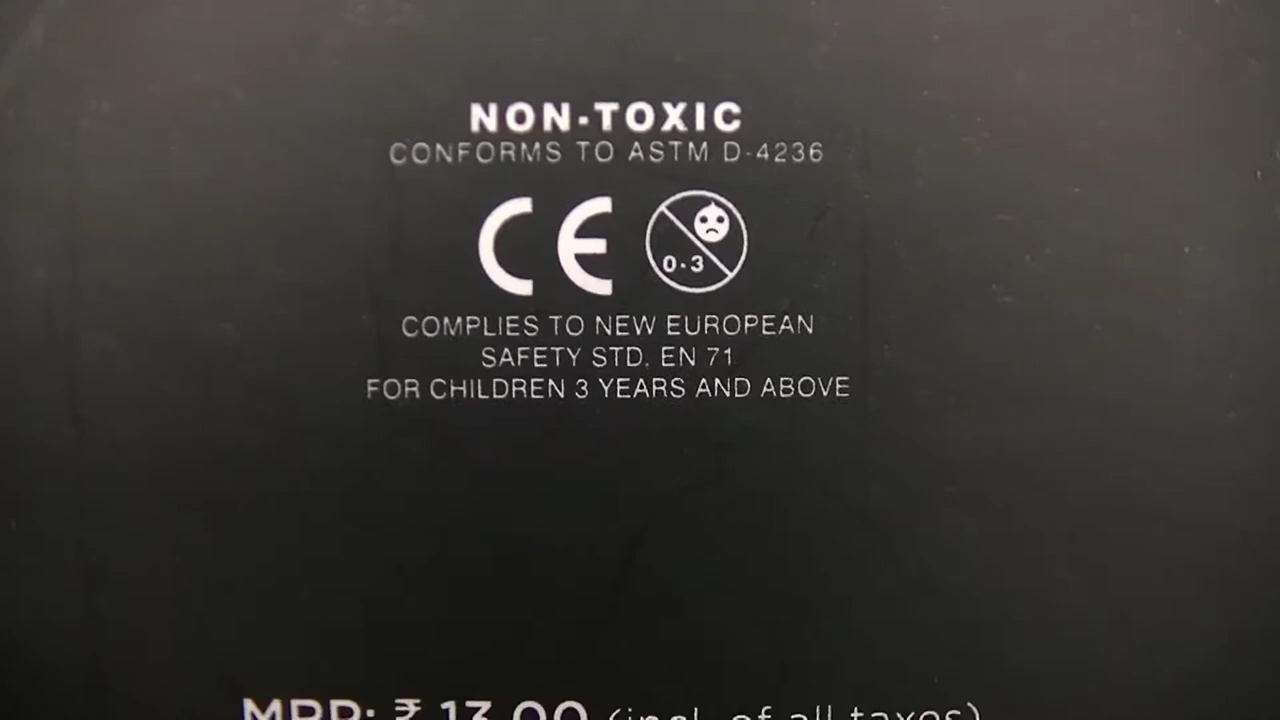 NON-TOXIC
CONFORMS TO ASTM D-4236
CE 0-3
COMPLIES TO NEW EUROPEAN
SAFETY STD. EN 71
FOR CHILDREN 3 YEARS AND ABOVE
MRP: ₹ 13.00 (incl. of all taxes)